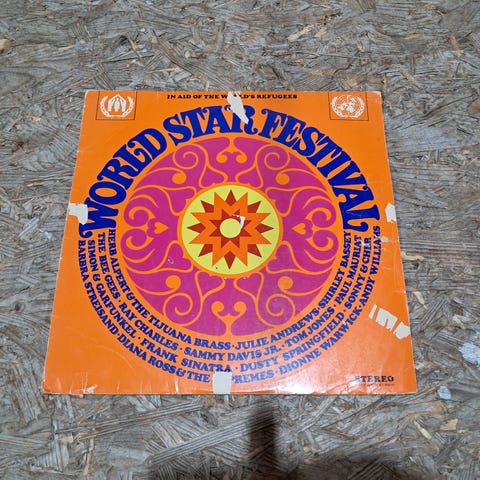 IN AID OF THE WORLD'S REFUGEES
WORLD STAR FESTIVAL
HERB ALPERT & THE TIJUANA BRASS · JULIE ANDREWS · SHIRLEY BASSEY
THE BEE GEES · RAY CHARLES · SAMMY DAVIS JR. · TOM JONES · PAUL MAURIAT
SIMON & GARFUNKEL · FRANK SINATRA · DUSTY SPRINGFIELD · SONNY & CHER
BARBRA STREISAND · DIANA ROSS & THE SUPREMES · DIONNE WARWICK · ANDY WILLIAMS
STEREO